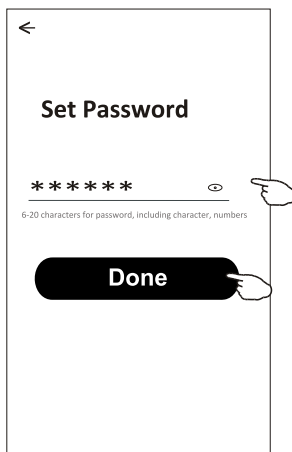 Set Password
******
6-20 characters for password, including character, numbers
Done